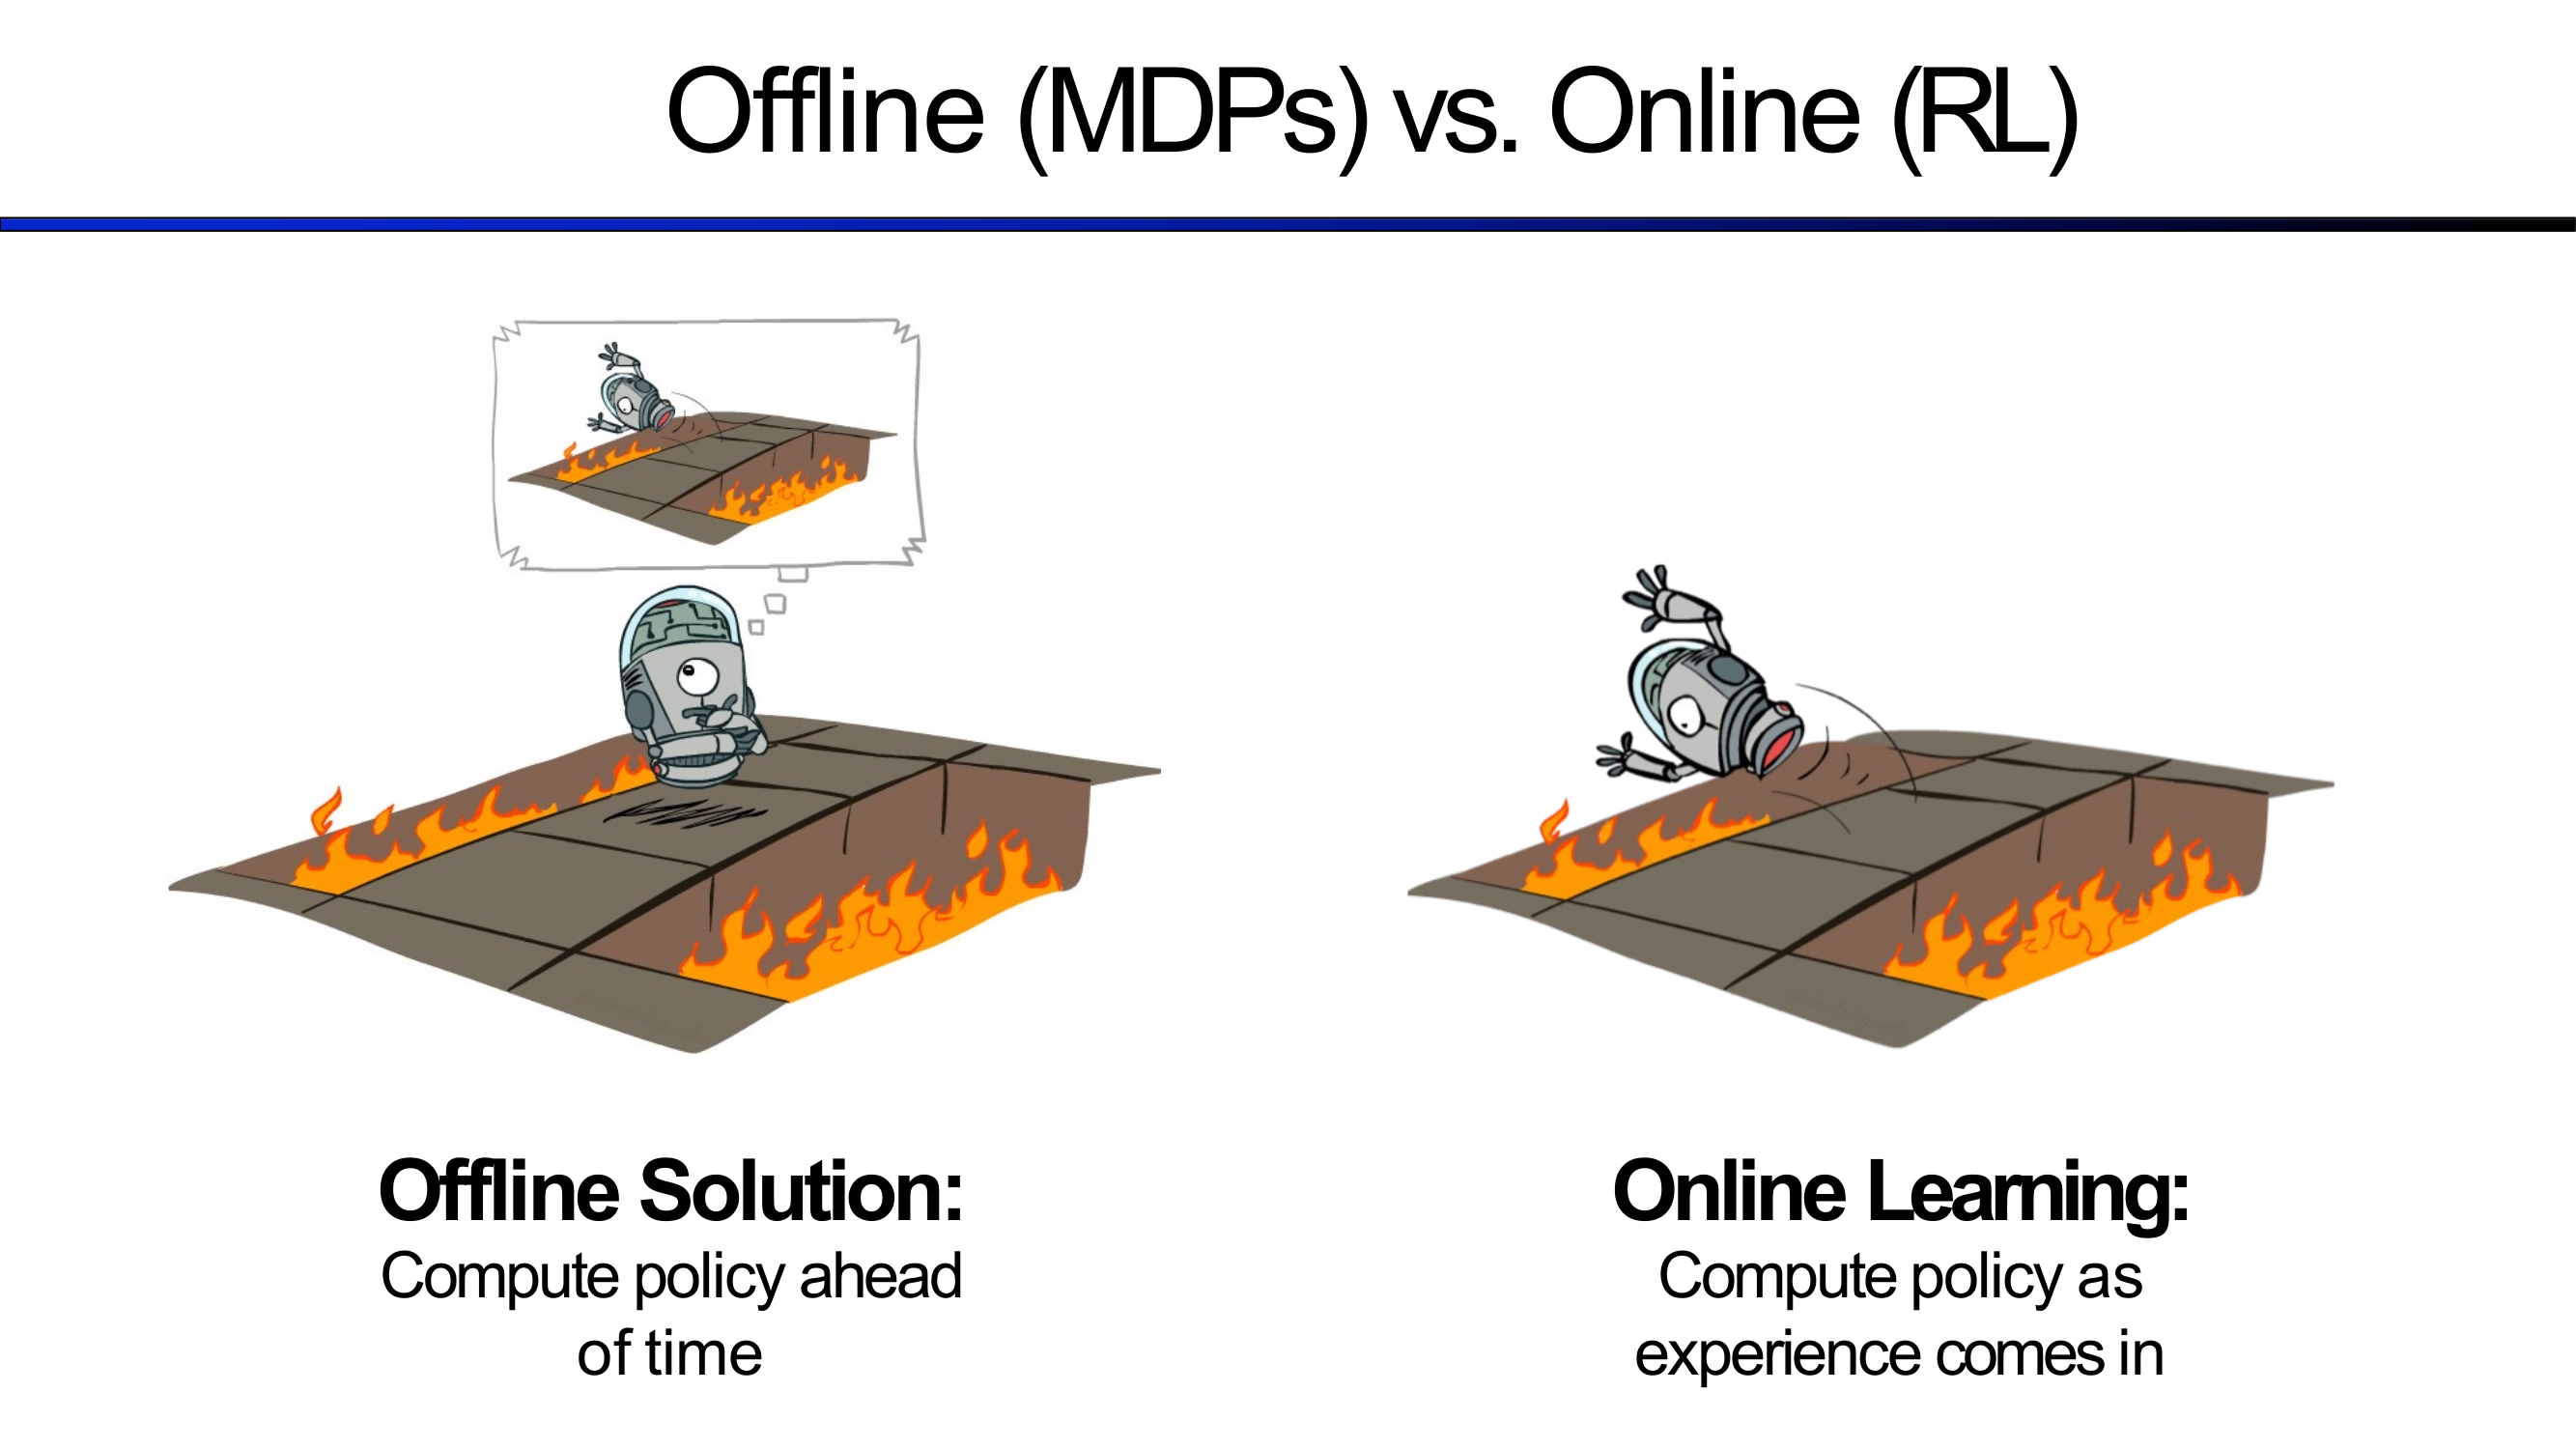 Offline (MDPs) vs. Online (RL)
Offline Solution:
Compute policy ahead
of time
Online Learning:
Compute policy as
experience comes in